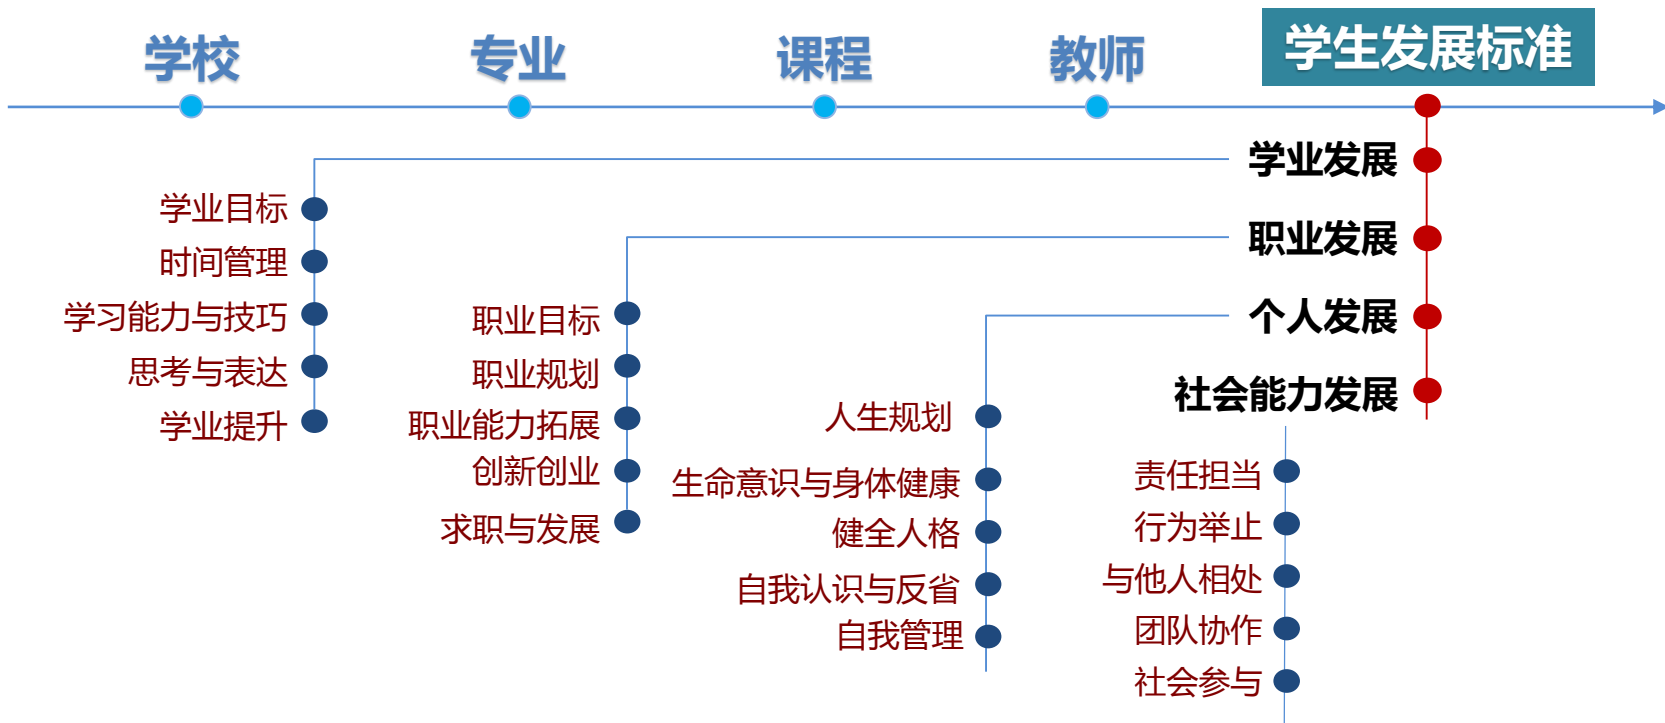 学校
专业
课程
教师
学生发展标准
学业发展
学业目标
时间管理
学习能力与技巧
思考与表达
学业提升
职业发展
职业目标
职业规划
职业能力拓展
创新创业
求职与发展
个人发展
人生规划
生命意识与身体健康
健全人格
自我认识与反省
自我管理
社会能力发展
责任担当
行为举止
与他人相处
团队协作
社会参与